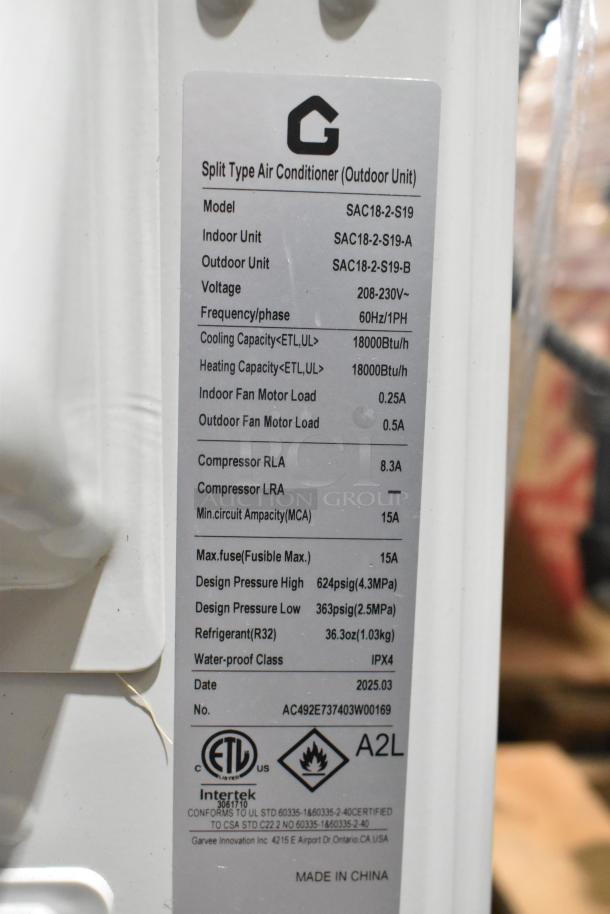 G
Split Type Air Conditioner (Outdoor Unit)
Model SAC18-2-S19
Indoor Unit SAC18-2-S19-A
Outdoor Unit SAC18-2-S19-B
Voltage 208-230V~
Frequency/phase 60Hz/1PH
Cooling Capacity<ETL,UL> 18000Btu/h
Heating Capacity<ETL,UL> 18000Btu/h
Indoor Fan Motor Load 0.25A
Outdoor Fan Motor Load 0.5A
PCI
AUCTION GROUP
Compressor RLA 8.3A
Compressor LRA —
Min.circuit Ampacity(MCA) 15A
Max.fuse(Fusible Max.) 15A
Design Pressure High 624psig(4.3MPa)
Design Pressure Low 363psig(2.5MPa)
Refrigerant(R32) 36.3oz(1.03kg)
Water-proof Class IPX4
Date 2025.03
No. AC492E737403W00169
C ETL US
LISTED
A2L
Intertek
3061710
CONFORMS TO UL STD.60335-1&60335-2-40CERTIFIED
TO CSA STD.C22.2 NO 60335-1&60335-2-40
Garvee Innovation Inc 4215 E Airport Dr,Ontario,CA,USA
MADE IN CHINA